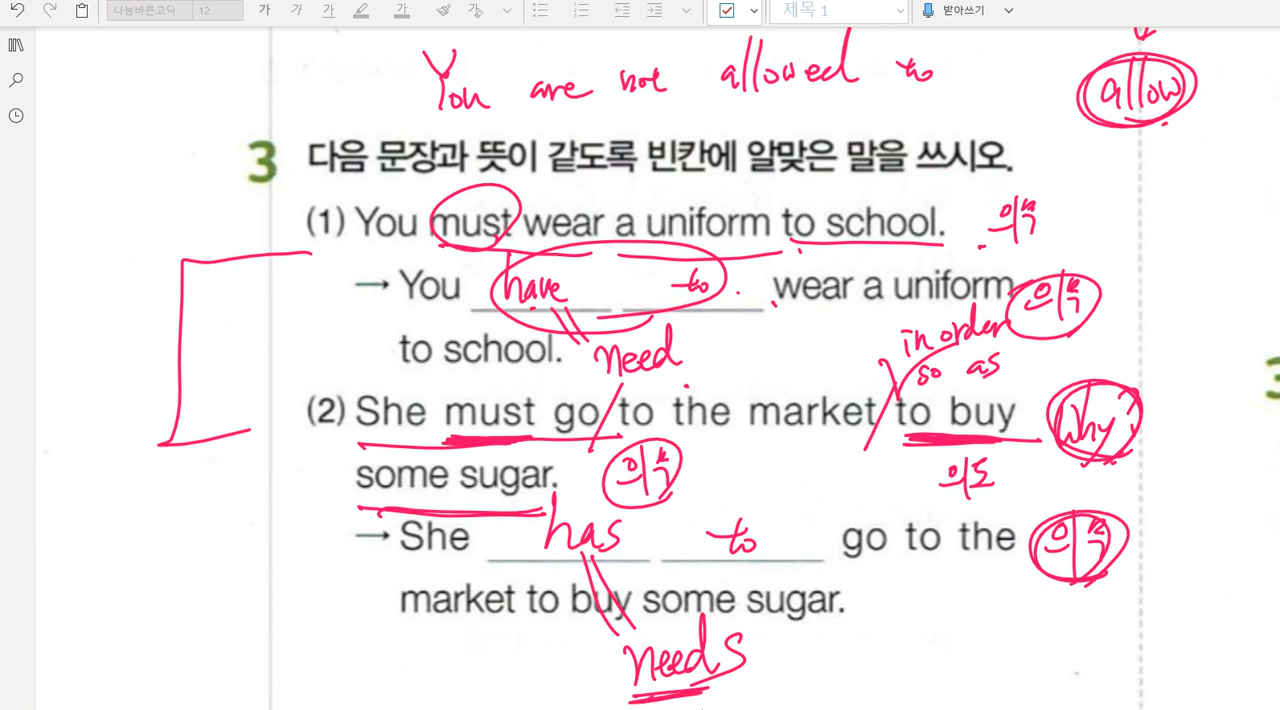 나눔바른고딕 12 가 가 가 가 가 제목 1 받아쓰기
You are not allowed to
allow
3 다음 문장과 뜻이 같도록 빈칸에 알맞은 말을 쓰시오.
(1) You must wear a uniform to school. 의무
→ You have to wear a uniform 의무
to school. need
in order
so as
(2) She must go to the market to buy Why?
some sugar. 의무 의도
→ She has to go to the 의무
market to buy some sugar.
needs